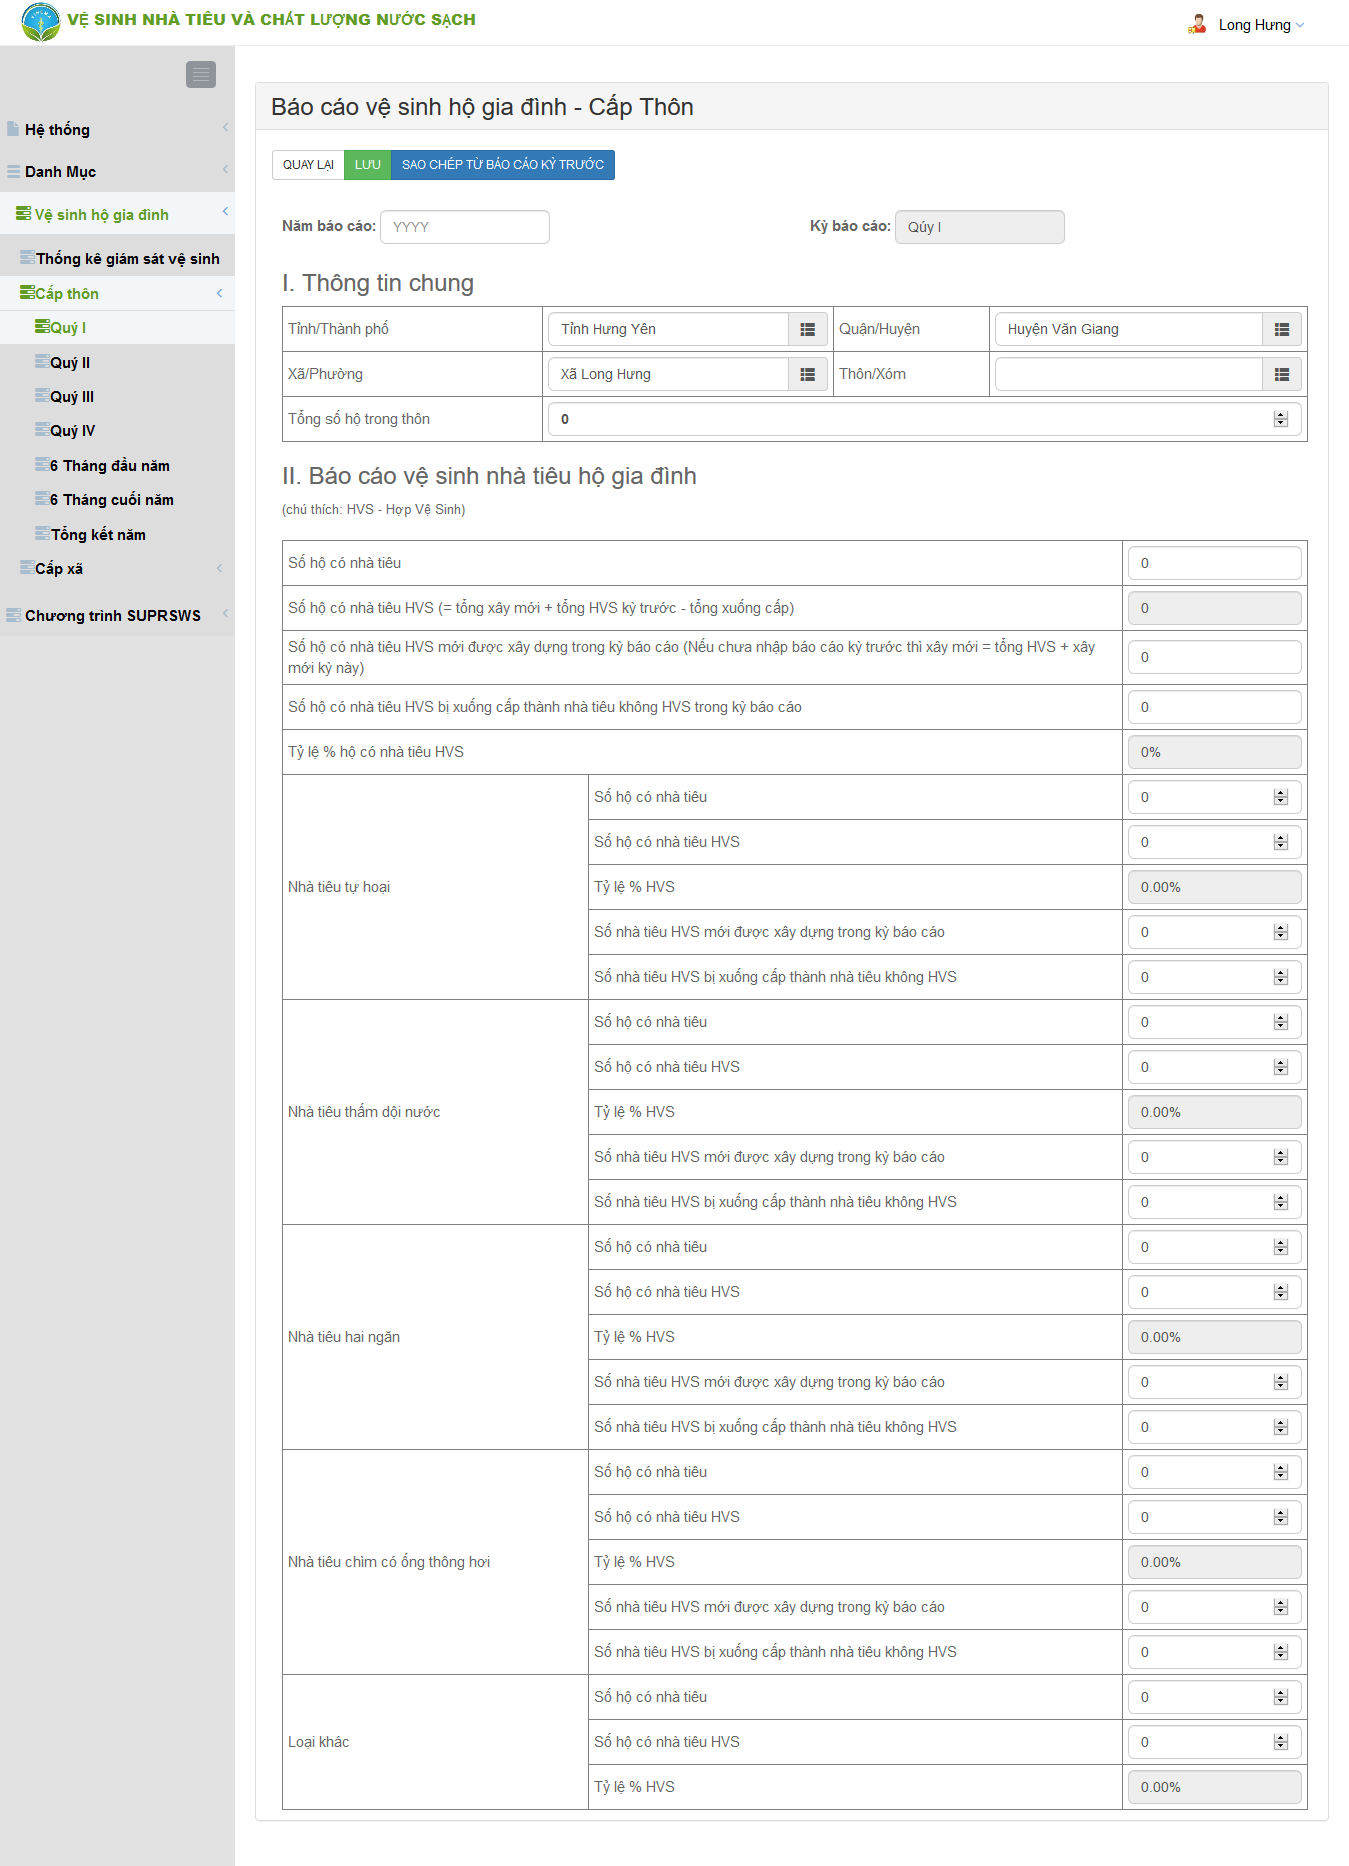 VỆ SINH NHÀ TIÊU VÀ CHẤT LƯỢNG NƯỚC SẠCH
Long Hưng
Hệ thống
Danh Mục
Vệ sinh hộ gia đình
Thống kê giám sát vệ sinh
Cấp thôn
Quý I
Quý II
Quý III
Quý IV
6 Tháng đầu năm
6 Tháng cuối năm
Tổng kết năm
Cấp xã
Chương trình SUPRSWS
Báo cáo vệ sinh hộ gia đình - Cấp Thôn
QUAY LẠI LƯU SAO CHÉP TỪ BÁO CÁO KỲ TRƯỚC
Năm báo cáo: YYYY Kỳ báo cáo: Qúy I
I. Thông tin chung
Tỉnh/Thành phố Tỉnh Hưng Yên Quận/Huyện Huyện Văn Giang
Xã/Phường Xã Long Hưng Thôn/Xóm
Tổng số hộ trong thôn 0
II. Báo cáo vệ sinh nhà tiêu hộ gia đình
(chú thích: HVS - Hợp Vệ Sinh)
Số hộ có nhà tiêu 0
Số hộ có nhà tiêu HVS (= tổng xây mới + tổng HVS kỳ trước - tổng xuống cấp) 0
Số hộ có nhà tiêu HVS mới được xây dựng trong kỳ báo cáo (Nếu chưa nhập báo cáo kỳ trước thì xây mới = tổng HVS + xây
mới kỳ này) 0
Số hộ có nhà tiêu HVS bị xuống cấp thành nhà tiêu không HVS trong kỳ báo cáo 0
Tỷ lệ % hộ có nhà tiêu HVS 0%
Nhà tiêu tự hoại
Số hộ có nhà tiêu 0
Số hộ có nhà tiêu HVS 0
Tỷ lệ % HVS 0.00%
Số nhà tiêu HVS mới được xây dựng trong kỳ báo cáo 0
Số nhà tiêu HVS bị xuống cấp thành nhà tiêu không HVS 0
Nhà tiêu thấm dội nước
Số hộ có nhà tiêu 0
Số hộ có nhà tiêu HVS 0
Tỷ lệ % HVS 0.00%
Số nhà tiêu HVS mới được xây dựng trong kỳ báo cáo 0
Số nhà tiêu HVS bị xuống cấp thành nhà tiêu không HVS 0
Nhà tiêu hai ngăn
Số hộ có nhà tiêu 0
Số hộ có nhà tiêu HVS 0
Tỷ lệ % HVS 0.00%
Số nhà tiêu HVS mới được xây dựng trong kỳ báo cáo 0
Số nhà tiêu HVS bị xuống cấp thành nhà tiêu không HVS 0
Nhà tiêu chìm có ống thông hơi
Số hộ có nhà tiêu 0
Số hộ có nhà tiêu HVS 0
Tỷ lệ % HVS 0.00%
Số nhà tiêu HVS mới được xây dựng trong kỳ báo cáo 0
Số nhà tiêu HVS bị xuống cấp thành nhà tiêu không HVS 0
Loại khác
Số hộ có nhà tiêu 0
Số hộ có nhà tiêu HVS 0
Tỷ lệ % HVS 0.00%